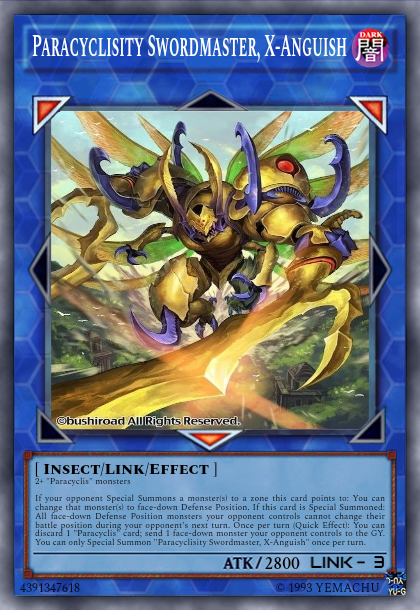 PARACYCLISITY SWORDMASTER, X-ANGUISH
DARK
闇
©bushiroad All Rights Reserved.
[ INSECT/LINK/EFFECT ]
2+ "Paracyclis" monsters
If your opponent Special Summons a monster(s) to a zone this card points to: You can
change that monster(s) to face-down Defense Position. If this card is Special Summoned:
All face-down Defense Position monsters your opponent controls cannot change their
battle position during your opponent's next turn. Once per turn (Quick Effect): You can
discard 1 "Paracyclis" card; send 1 face-down monster your opponent controls to the GY.
You can only Special Summon "Paracyclisity Swordmaster, X-Anguish" once per turn.
ATK/2800 LINK-3
4391347618
© 1993 YEMACHU